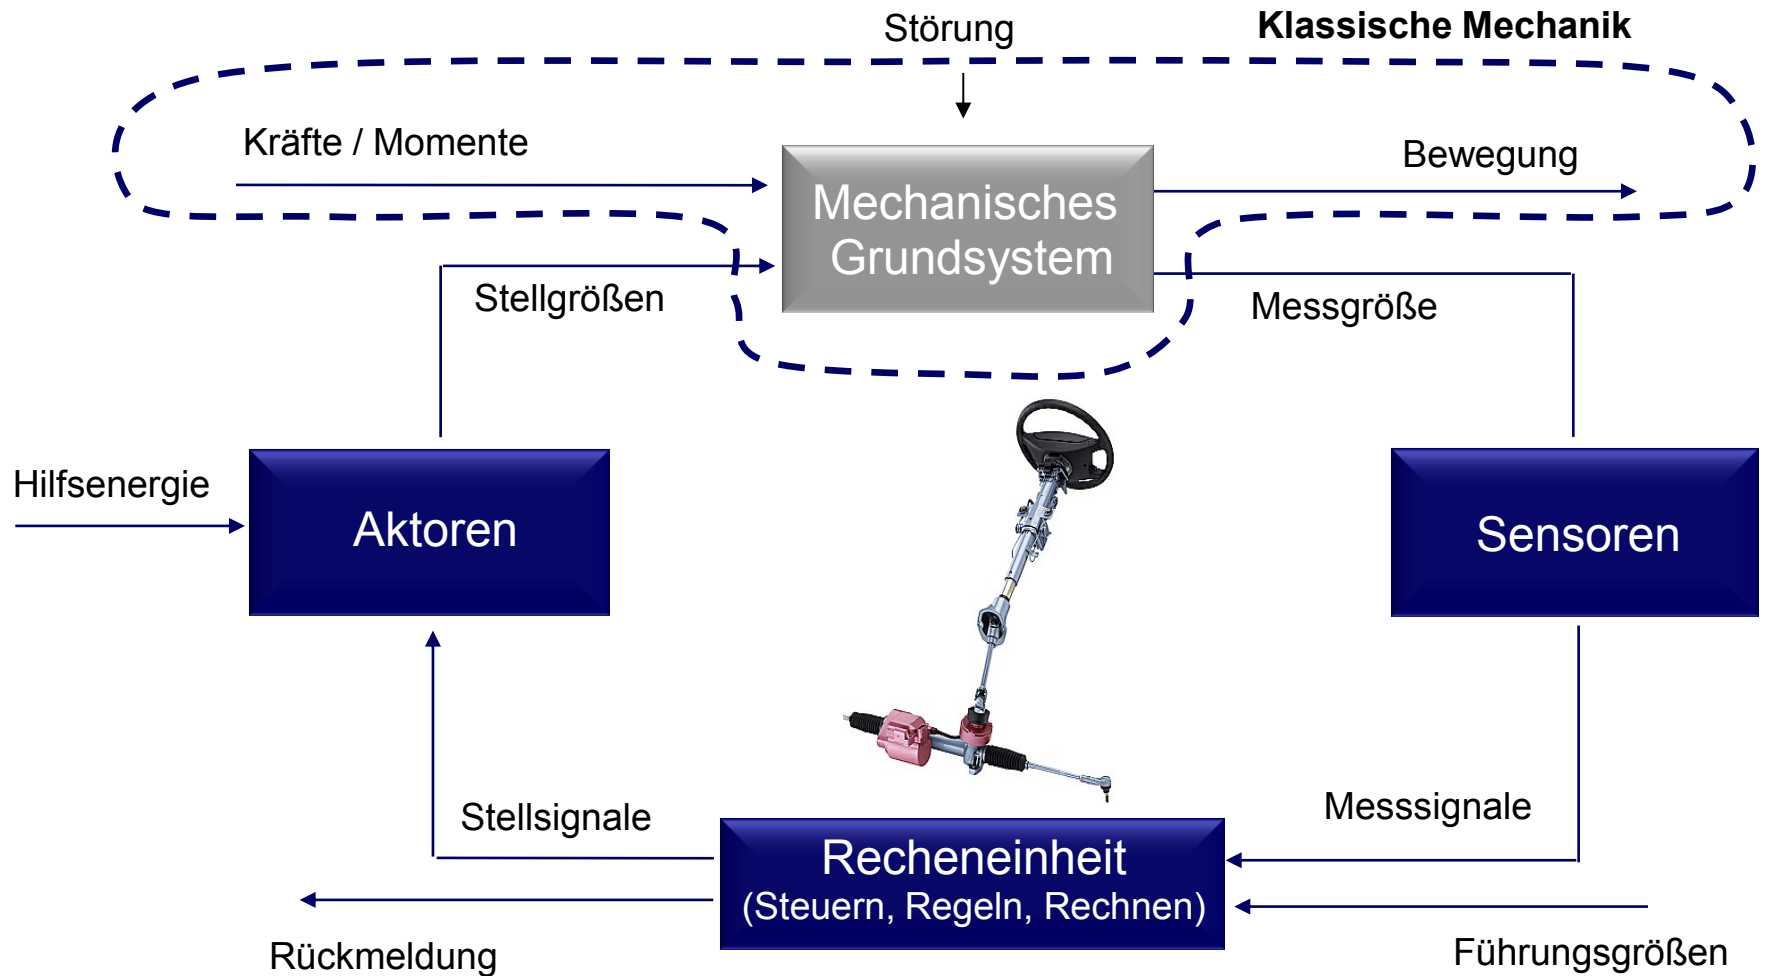 Störung
Klassische Mechanik
Kräfte / Momente
Bewegung
Mechanisches
Grundsystem
Stellgrößen
Messgröße
Hilfsenergie
Aktoren
Sensoren
Stellsignale
Messsignale
Recheneinheit
(Steuern, Regeln, Rechnen)
Rückmeldung
Führungsgrößen